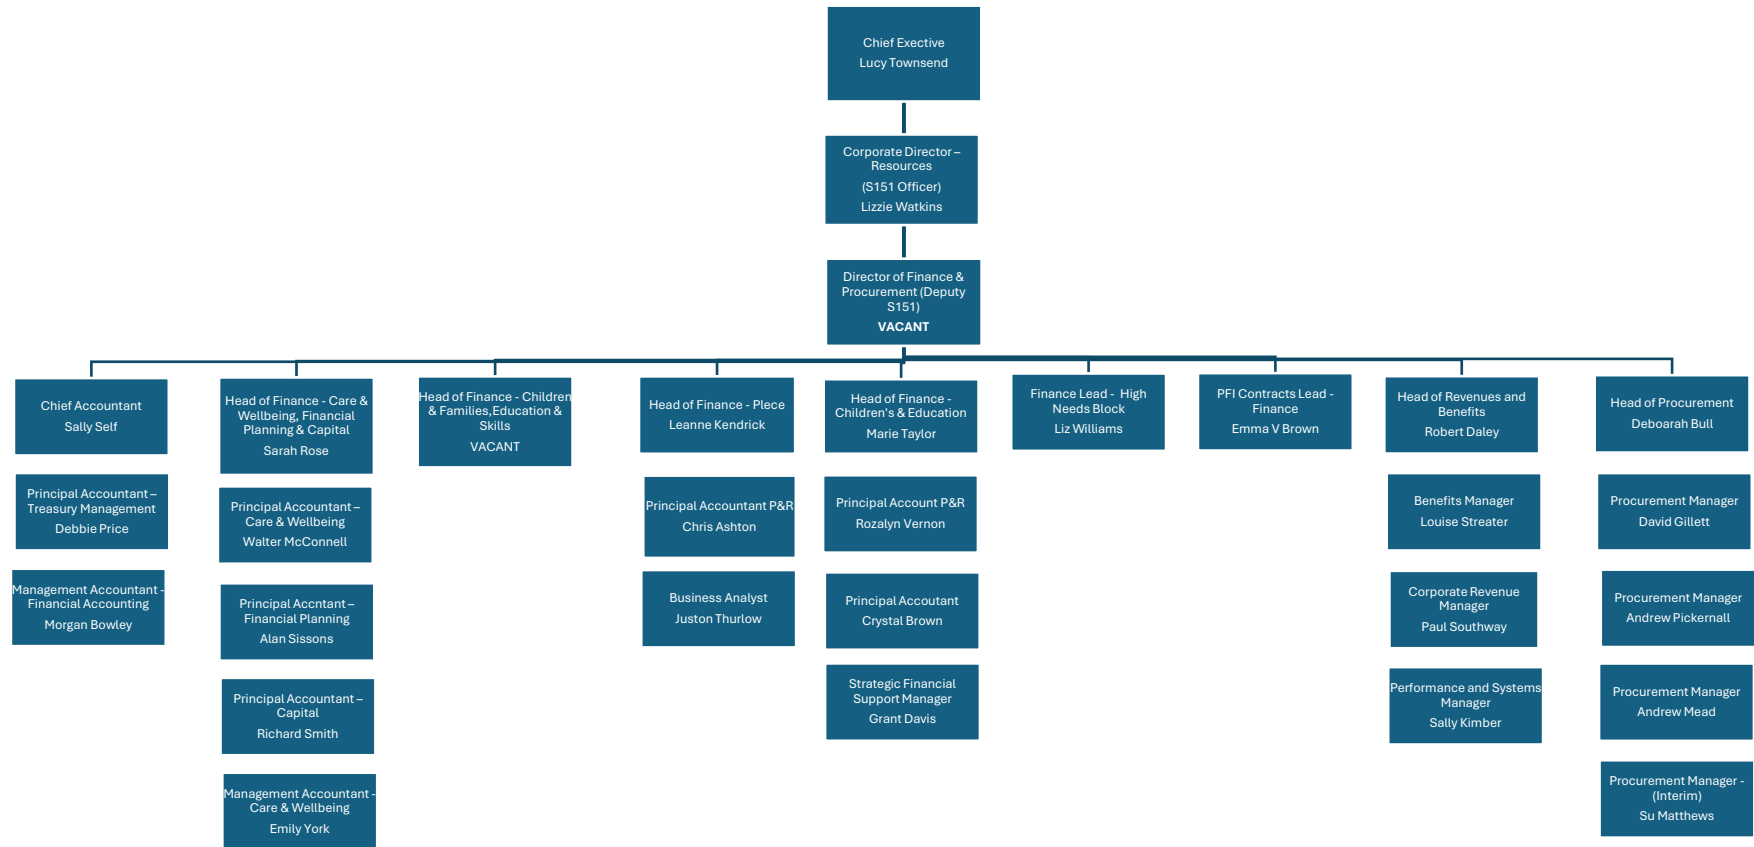 Chief Exective
Lucy Townsend
Corporate Director –
Resources
(S151 Officer)
Lizzie Watkins
Director of Finance &
Procurement (Deputy
S151)
VACANT
Chief Accountant
Sally Self
Principal Accountant –
Treasury Management
Debbie Price
Management Accountant -
Financial Accounting
Morgan Bowley
Head of Finance - Care &
Wellbeing, Financial
Planning & Capital
Sarah Rose
Principal Accountant –
Care & Wellbeing
Walter McConnell
Principal Accntant –
Financial Planning
Alan Sissons
Principal Accountant –
Capital
Richard Smith
Management Accountant -
Care & Wellbeing
Emily York
Head of Finance - Children
& Families,Education &
Skills
VACANT
Head of Finance - Plece
Leanne Kendrick
Principal Accountant P&R
Chris Ashton
Business Analyst
Juston Thurlow
Head of Finance -
Children's & Education
Marie Taylor
Principal Account P&R
Rozalyn Vernon
Principal Accoutant
Crystal Brown
Strategic Financial
Support Manager
Grant Davis
Finance Lead - High
Needs Block
Liz Williams
PFI Contracts Lead -
Finance
Emma V Brown
Head of Revenues and
Benefits
Robert Daley
Benefits Manager
Louise Streater
Corporate Revenue
Manager
Paul Southway
Performance and Systems
Manager
Sally Kimber
Head of Procurement
Deboarah Bull
Procurement Manager
David Gillett
Procurement Manager
Andrew Pickernall
Procurement Manager
Andrew Mead
Procurement Manager -
(Interim)
Su Matthews